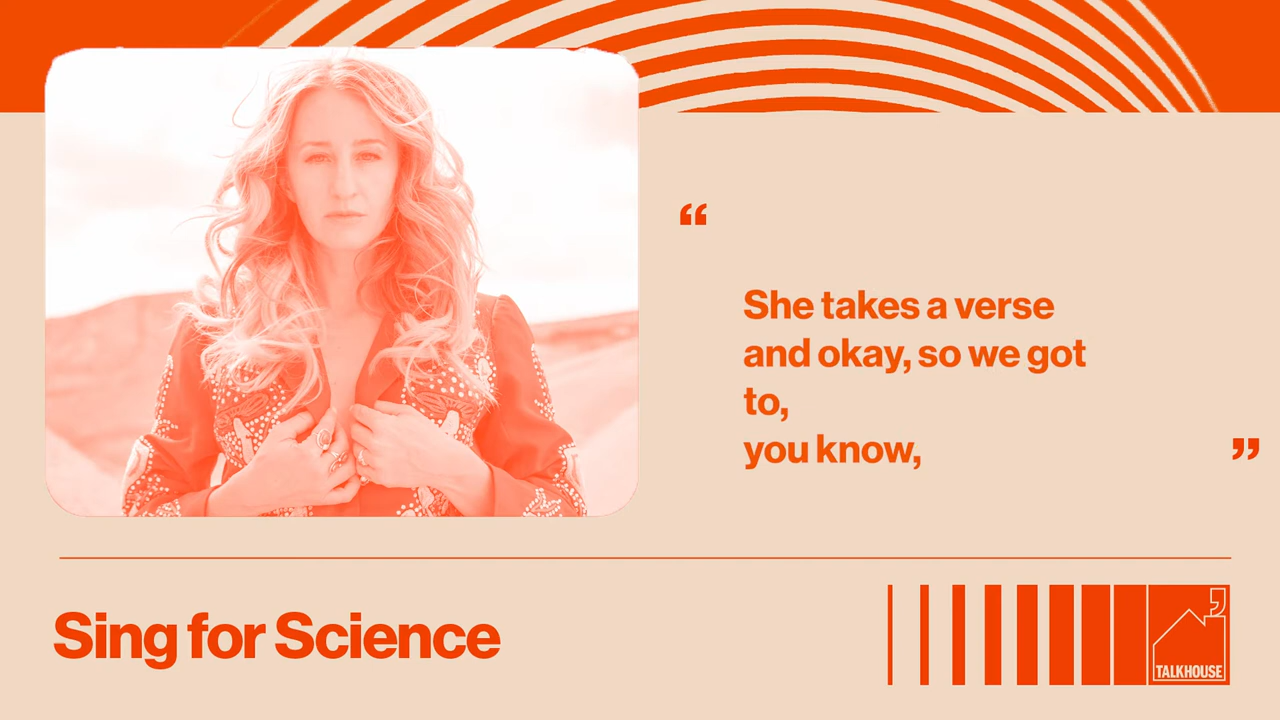 “
She takes a verse
and okay, so we got
to,
you know,
”
Sing for Science
TALKHOUSE